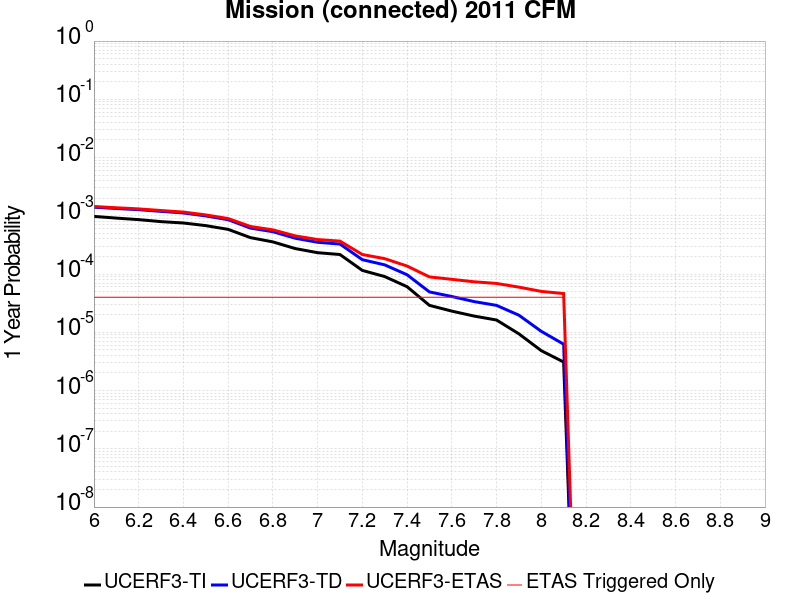 Mission (connected) 2011 CFM
1 Year Probability
10^0
10^-1
10^-2
10^-3
10^-4
10^-5
10^-6
10^-7
10^-8
6 6.2 6.4 6.6 6.8 7 7.2 7.4 7.6 7.8 8 8.2 8.4 8.6 8.8 9
Magnitude
UCERF3-TI UCERF3-TD UCERF3-ETAS ETAS Triggered Only